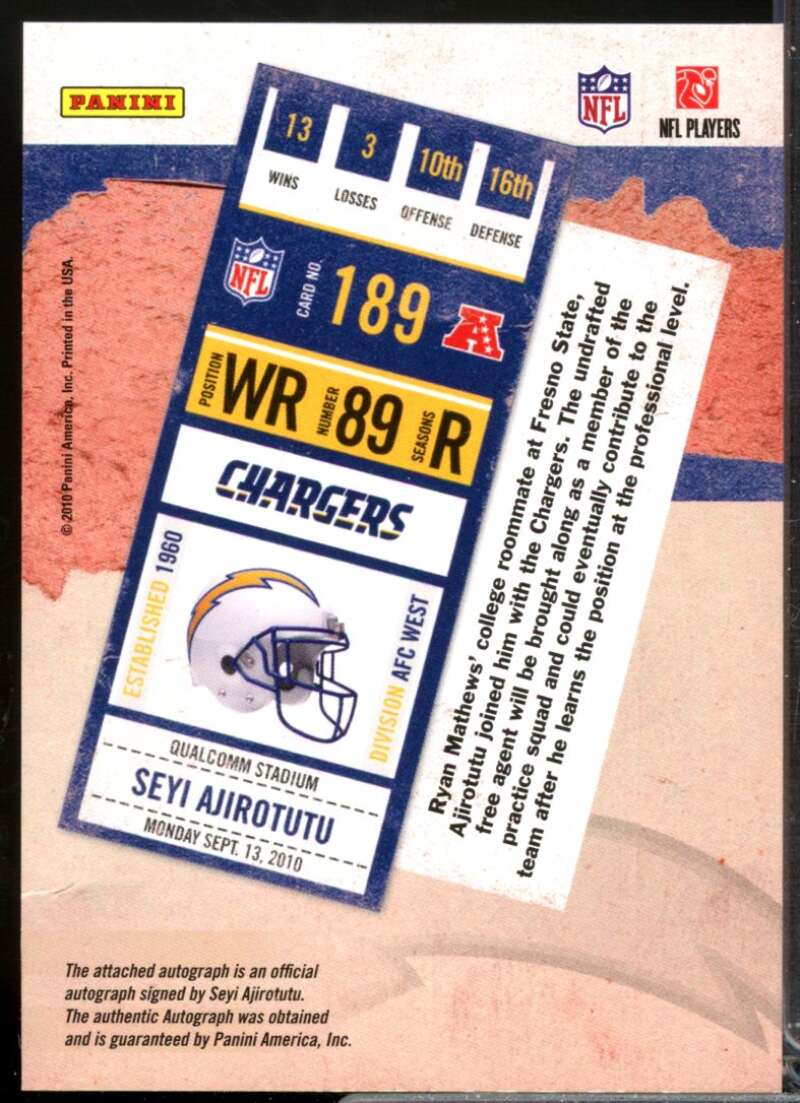 PANINI
NFL
NFL PLAYERS
13 3 10th 16th
WINS LOSSES OFFENSE DEFENSE
NFL
CARD NO. 189
A
POSITION WR NUMBER 89 SEASONS R
CHARGERS
ESTABLISHED 1960
DIVISION AFC WEST
QUALCOMM STADIUM
SEYI AJIROTUTU
MONDAY SEPT. 13, 2010
Ryan Mathews' college roommate at Fresno State,
Ajirotutu joined him with the Chargers. The undrafted
free agent will be brought along as a member of the
practice squad and could eventually contribute to the
team after he learns the position at the professional level.
© 2010 Panini America, Inc. Printed in the USA.
The attached autograph is an official
autograph signed by Seyi Ajirotutu.
The authentic Autograph was obtained
and is guaranteed by Panini America, Inc.